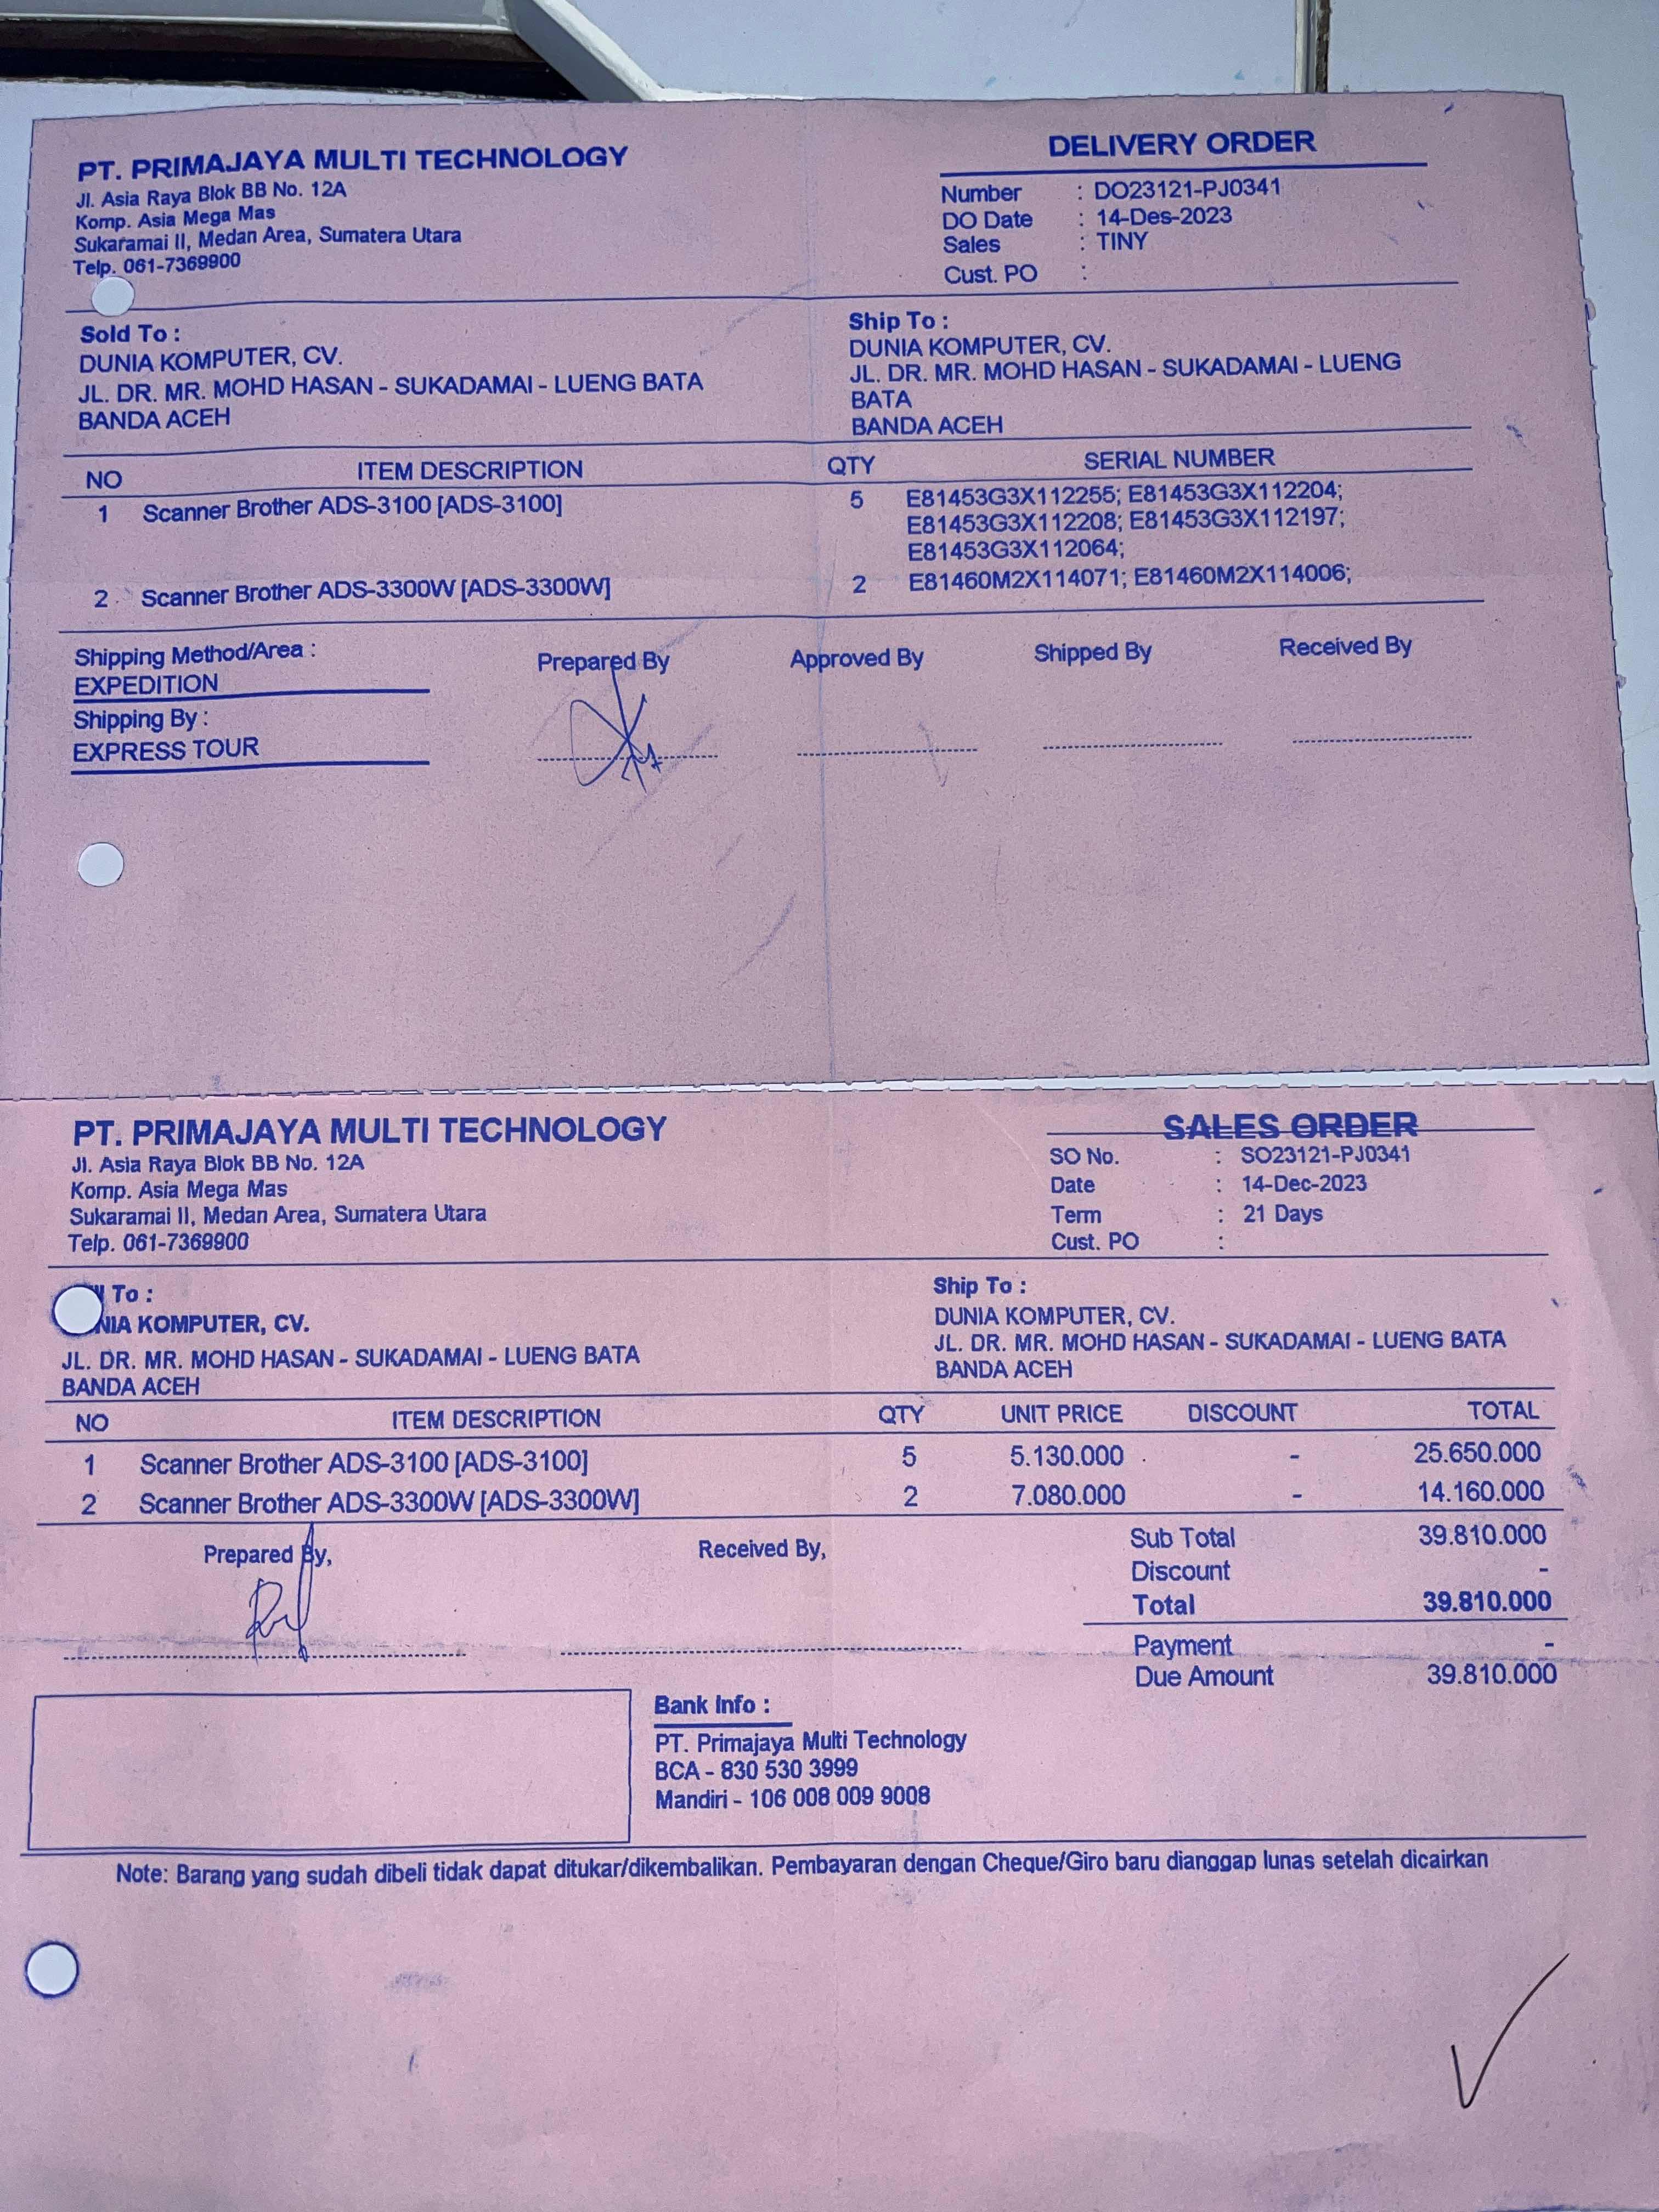 PT. PRIMAJAYA MULTI TECHNOLOGY
Jl. Asia Raya Blok BB No. 12A
Komp. Asia Mega Mas
Sukaramai II, Medan Area, Sumatera Utara
Telp. 061-7369900
DELIVERY ORDER
Number : DO23121-PJ0341
DO Date : 14-Des-2023
Sales : TINY
Cust. PO :
Sold To :
DUNIA KOMPUTER, CV.
JL. DR. MR. MOHD HASAN - SUKADAMAI - LUENG BATA
BANDA ACEH
Ship To :
DUNIA KOMPUTER, CV.
JL. DR. MR. MOHD HASAN - SUKADAMAI - LUENG
BATA
BANDA ACEH
NO ITEM DESCRIPTION QTY SERIAL NUMBER
1 Scanner Brother ADS-3100 [ADS-3100] 5 E81453G3X112255; E81453G3X112204;
E81453G3X112208; E81453G3X112197;
E81453G3X112064;
2 Scanner Brother ADS-3300W [ADS-3300W] 2 E81460M2X114071; E81460M2X114006;
Shipping Method/Area :
EXPEDITION
Shipping By :
EXPRESS TOUR
Prepared By Approved By Shipped By Received By
PT. PRIMAJAYA MULTI TECHNOLOGY
Jl. Asia Raya Blok BB No. 12A
Komp. Asia Mega Mas
Sukaramai II, Medan Area, Sumatera Utara
Telp. 061-7369900
SALES ORDER
SO No. : SO23121-PJ0341
Date : 14-Dec-2023
Term : 21 Days
Cust. PO :
To :
NIA KOMPUTER, CV.
JL. DR. MR. MOHD HASAN - SUKADAMAI - LUENG BATA
BANDA ACEH
Ship To :
DUNIA KOMPUTER, CV.
JL. DR. MR. MOHD HASAN - SUKADAMAI - LUENG BATA
BANDA ACEH
NO ITEM DESCRIPTION QTY UNIT PRICE DISCOUNT TOTAL
1 Scanner Brother ADS-3100 [ADS-3100] 5 5.130.000 - 25.650.000
2 Scanner Brother ADS-3300W [ADS-3300W] 2 7.080.000 - 14.160.000
Prepared By, Received By,
Sub Total 39.810.000
Discount -
Total 39.810.000
Payment -
Due Amount 39.810.000
Bank Info :
PT. Primajaya Multi Technology
BCA - 830 530 3999
Mandiri - 106 008 009 9008
Note: Barang yang sudah dibeli tidak dapat ditukar/dikembalikan. Pembayaran dengan Cheque/Giro baru dianggap lunas setelah dicairkan